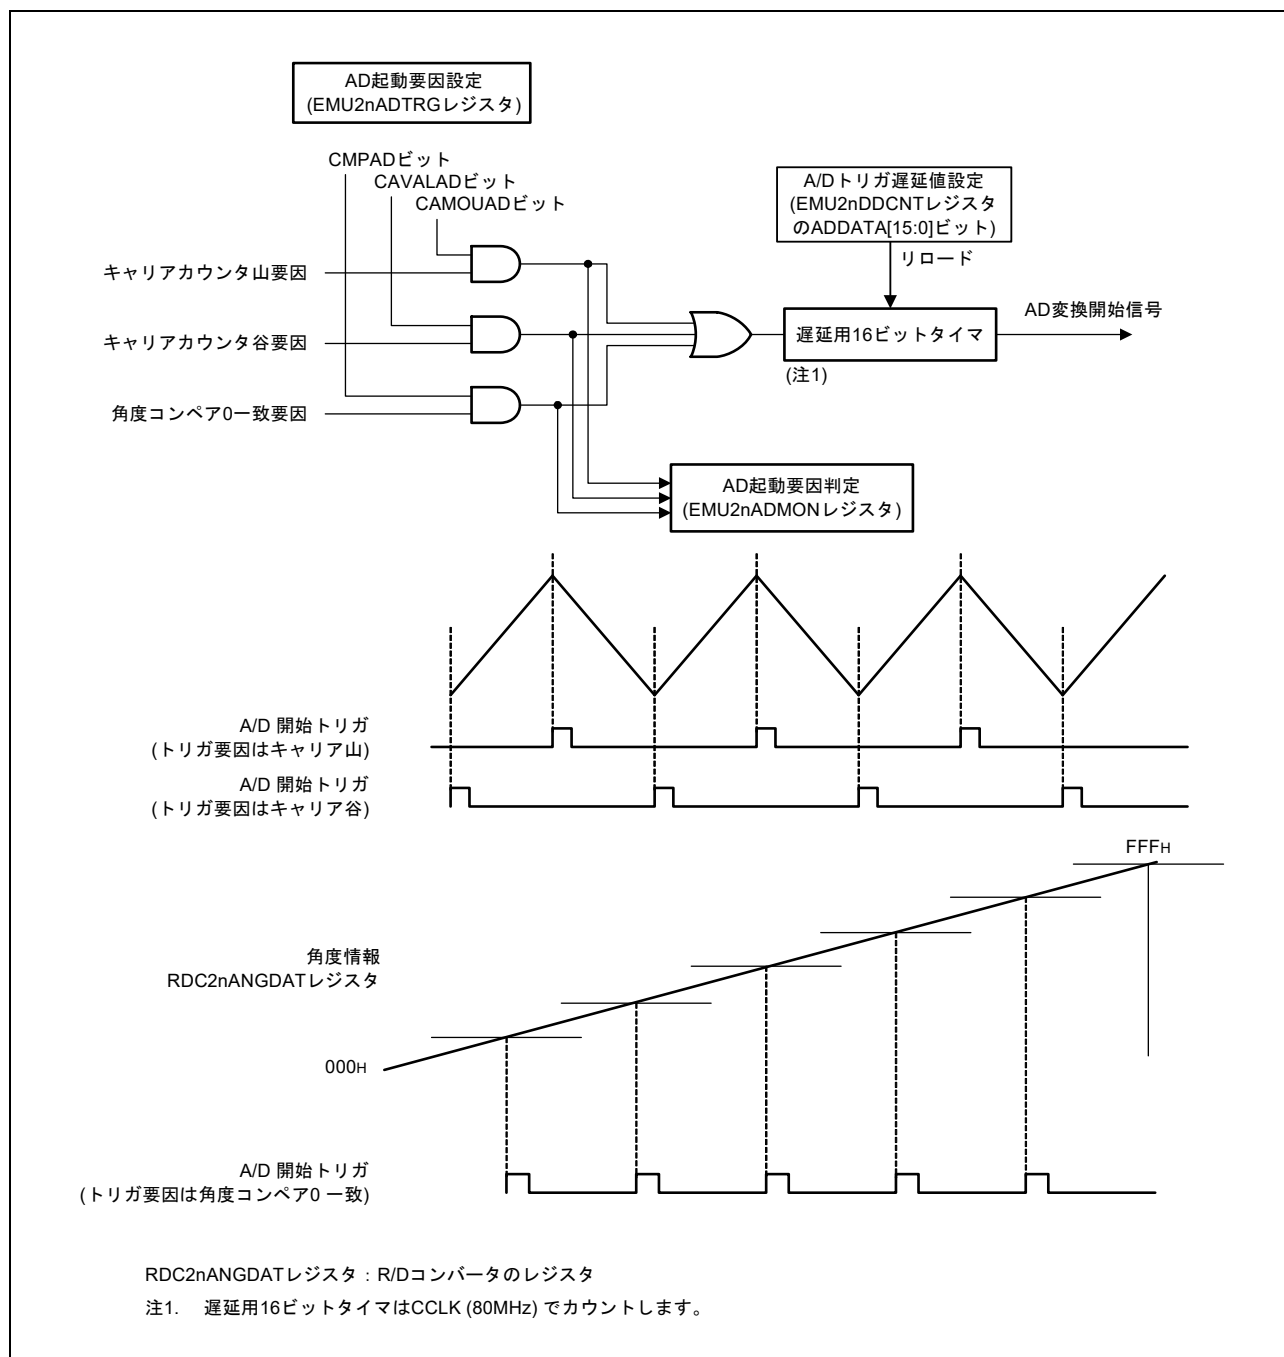 AD起動要因設定
(EMU2nADTRGレジスタ)
CMPADビット
CAVALADビット
CAMOUADビット
A/Dトリガ遅延値設定
(EMU2nDDCNTレジスタ
のADDATA[15:0]ビット)
リロード
キャリアカウンタ山要因
キャリアカウンタ谷要因
角度コンペア0一致要因
遅延用16ビットタイマ
(注1)
AD変換開始信号
AD起動要因判定
(EMU2nADMONレジスタ)
A/D 開始トリガ
(トリガ要因はキャリア山)
A/D 開始トリガ
(トリガ要因はキャリア谷)
FFFH
角度情報
RDC2nANGDATレジスタ
000H
A/D 開始トリガ
(トリガ要因は角度コンペア0 一致)
RDC2nANGDATレジスタ : R/Dコンバータのレジスタ
注1. 遅延用16ビットタイマはCCLK (80MHz) でカウントします。